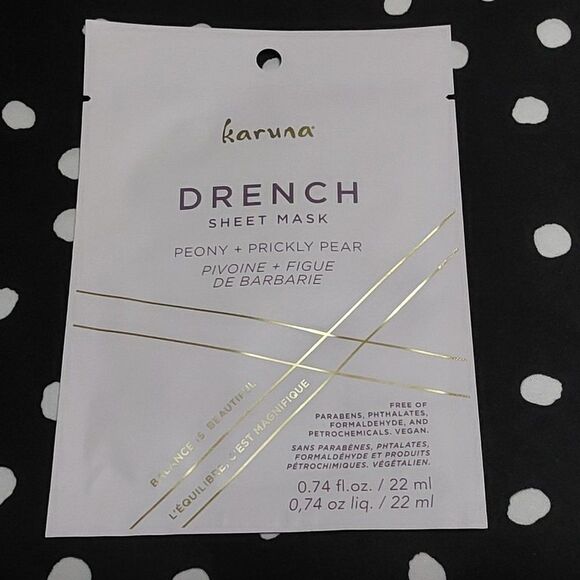 karuna
DRENCH
SHEET MASK
PEONY + PRICKLY PEAR
PIVOINE + FIGUE
DE BARBARIE
BALANCE IS BEAUTIFUL
L'ÉQUILIBRE, C'EST MAGNIFIQUE
FREE OF
PARABENS, PHTHALATES,
FORMALDEHYDE, AND
PETROCHEMICALS. VEGAN.
SANS PARABÈNES, PHTALATES,
FORMALDÉHYDE ET PRODUITS
PÉTROCHIMIQUES. VÉGÉTALIEN.
0.74 fl.oz. / 22 ml
0,74 oz liq. / 22 ml